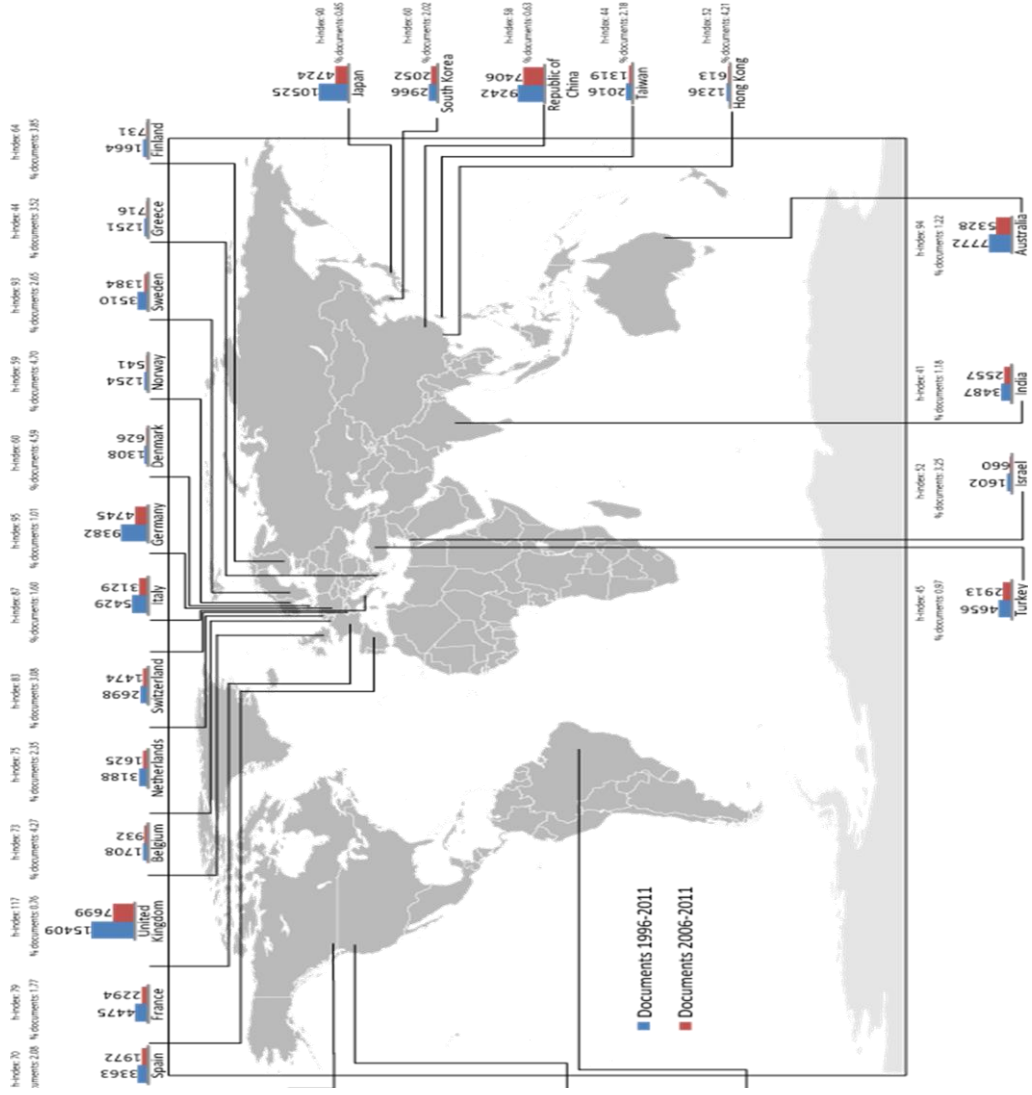 h-index: 70
uments:2.08
3363 1972
Spain
h-index: 79
% documents: 1.77
4475 2294
France
h-index: 117
% documents: 0.76
15409 7699
United
Kingdom
h-index: 73
% documents: 4.27
1708 932
Belgium
h-index: 75
% documents: 2.35
3188 1625
Netherlands
h-index: 83
% documents: 3.08
2698 1474
Switzerland
h-index: 87
% documents: 1.60
5429 3129
Italy
h-index: 95
% documents: 1.01
9382 4745
Germany
h-index: 60
% documents: 4.59
1308 626
Denmark
h-index: 59
% documents: 4.70
1254 541
Norway
h-index: 93
% documents: 2.65
3510 1384
Sweden
h-index: 44
% documents: 3.52
1251 716
Greece
h-index: 64
% documents: 3.85
1664 731
Finland
h-index: 90
% documents: 0.85
10525 4724
Japan
h-index: 60
% documents: 2.02
2966 2052
South Korea
h-index: 58
% documents: 0.63
9242 7406
Republic of
China
h-index: 44
% documents: 2.18
2016 1319
Taiwan
h-index: 52
% documents: 4.21
1236 613
Hong Kong
Documents 1996-2011
Documents 2006-2011
h-index: 45
% documents: 0.97
4656 2913
Turkey
h-index: 52
% documents: 3.25
1602 660
Israel
h-index: 41
% documents: 1.18
3487 2557
India
h-index: 94
% documents: 1.22
7772 5328
Australia